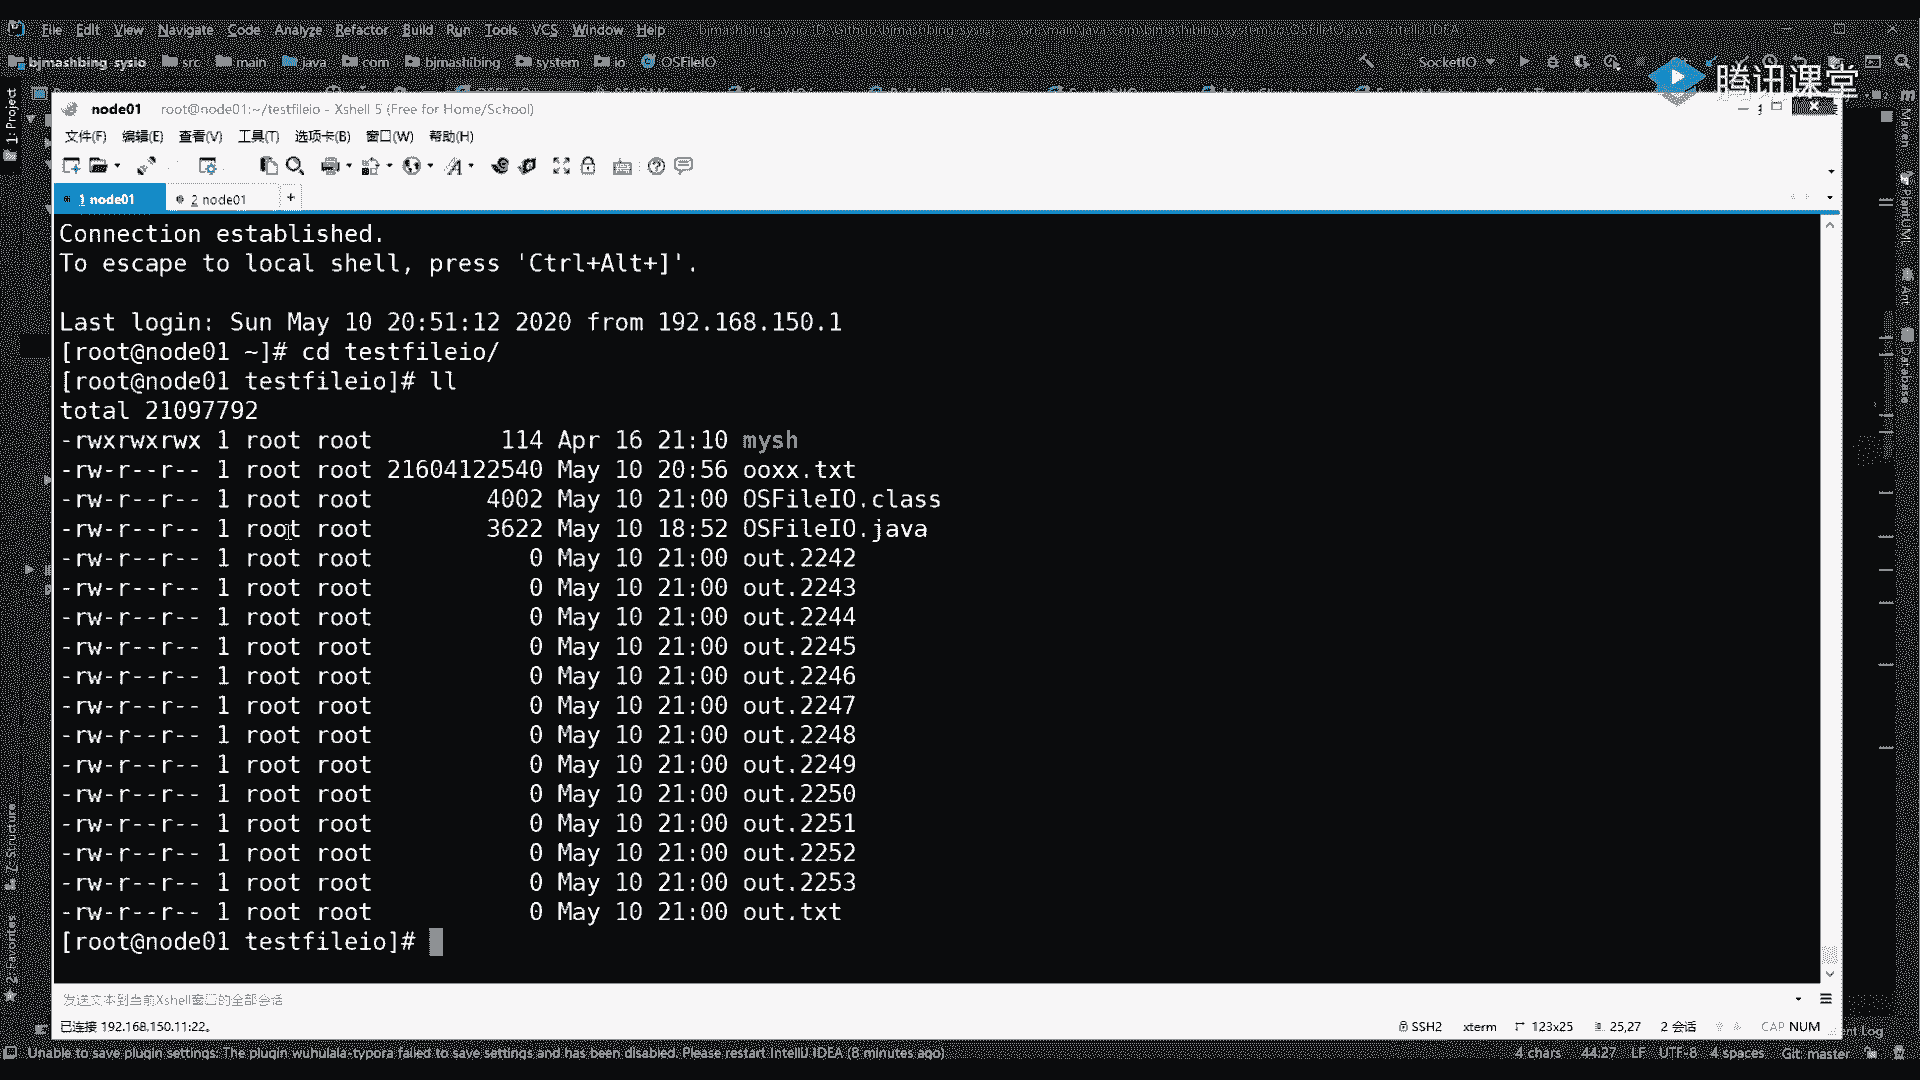 File Edit View Navigate Code Analyze Refactor Build Run Tools VCS Window Help
bjmashbing-sysio src main java com bjmashibing system io OSFileIO SocketIO
腾讯课堂
1: Project
node01 root@node01:~/testfileio - Xshell 5 (Free for Home/School)
文件(F) 编辑(E) 查看(V) 工具(T) 选项卡(B) 窗口(W) 帮助(H)
1 node01 2 node01 +
Connection established.
To escape to local shell, press 'Ctrl+Alt+]'.
Last login: Sun May 10 20:51:12 2020 from 192.168.150.1
[root@node01 ~]# cd testfileio/
[root@node01 testfileio]# ll
total 21097792
-rwxrwxrwx 1 root root 114 Apr 16 21:10 mysh
-rw-r--r-- 1 root root 21604122540 May 10 20:56 ooxx.txt
-rw-r--r-- 1 root root 4002 May 10 21:00 OSFileIO.class
-rw-r--r-- 1 root root 3622 May 10 18:52 OSFileIO.java
-rw-r--r-- 1 root root 0 May 10 21:00 out.2242
-rw-r--r-- 1 root root 0 May 10 21:00 out.2243
-rw-r--r-- 1 root root 0 May 10 21:00 out.2244
-rw-r--r-- 1 root root 0 May 10 21:00 out.2245
-rw-r--r-- 1 root root 0 May 10 21:00 out.2246
-rw-r--r-- 1 root root 0 May 10 21:00 out.2247
-rw-r--r-- 1 root root 0 May 10 21:00 out.2248
-rw-r--r-- 1 root root 0 May 10 21:00 out.2249
-rw-r--r-- 1 root root 0 May 10 21:00 out.2250
-rw-r--r-- 1 root root 0 May 10 21:00 out.2251
-rw-r--r-- 1 root root 0 May 10 21:00 out.2252
-rw-r--r-- 1 root root 0 May 10 21:00 out.2253
-rw-r--r-- 1 root root 0 May 10 21:00 out.txt
[root@node01 testfileio]#
Maven
PlantUML
Ant
Database
7: Structure
2: Favorites
发送文本到当前Xshell窗口的全部会话
已连接 192.168.150.11:22。 SSH2 xterm 123x25 25,27 2 会话 CAP NUM
Unable to save plugin settings: The plugin wuhulala-typora failed to save settings and has been disabled. Please restart IntelliJ IDEA (8 minutes ago) 4 chars 44:27 LF UTF-8 4 spaces Git: master